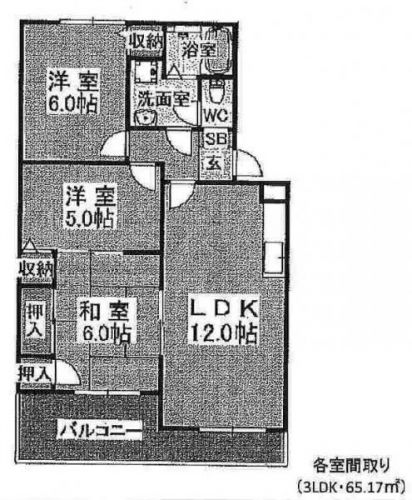 収納
浴室
洋室
6.0帖
洗面室
WC
SB
玄
洋室
5.0帖
収納
和室
6.0帖
LDK
12.0帖
押入
押入
バルコニー
各室間取り
(3LDK・65.17㎡)